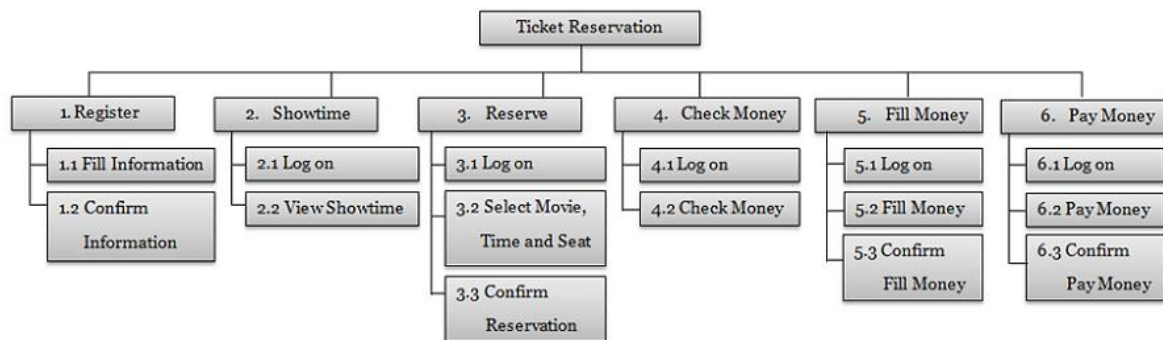 Ticket Reservation
1. Register
1.1 Fill Information
1.2 Confirm
Information
2. Showtime
2.1 Log on
2.2 View Showtime
3. Reserve
3.1 Log on
3.2 Select Movie,
Time and Seat
3.3 Confirm
Reservation
4. Check Money
4.1 Log on
4.2 Check Money
5. Fill Money
5.1 Log on
5.2 Fill Money
5.3 Confirm
Fill Money
6. Pay Money
6.1 Log on
6.2 Pay Money
6.3 Confirm
Pay Money